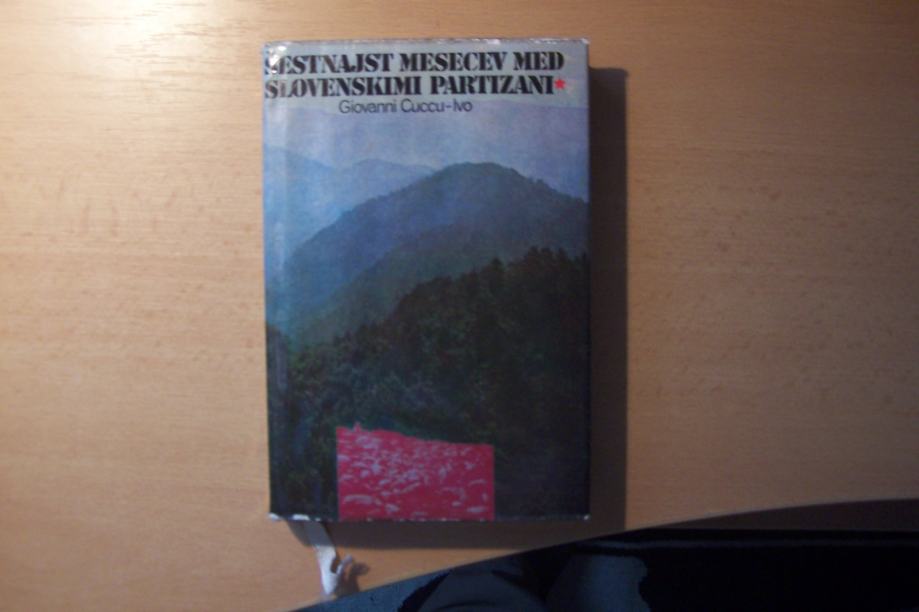 ŠESTNAJST MESECEV MED
SLOVENSKIMI PARTIZANI★
Giovanni Cuccu-Ivo